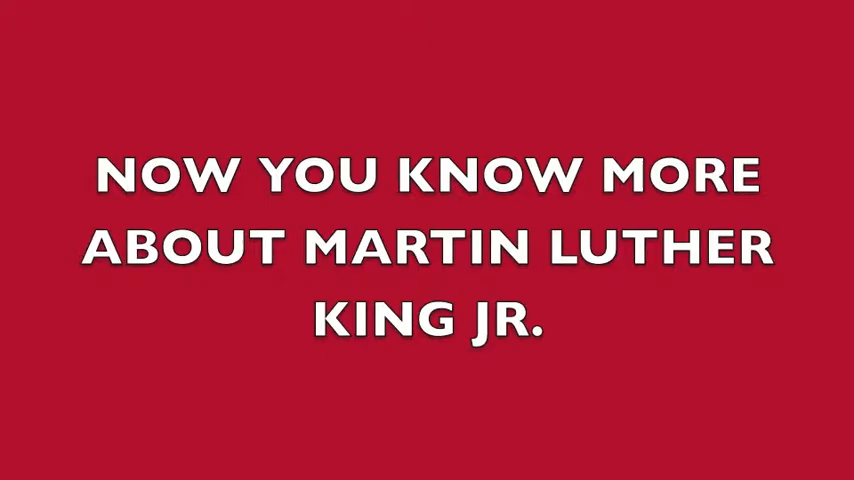 NOW YOU KNOW MORE
ABOUT MARTIN LUTHER
KING JR.